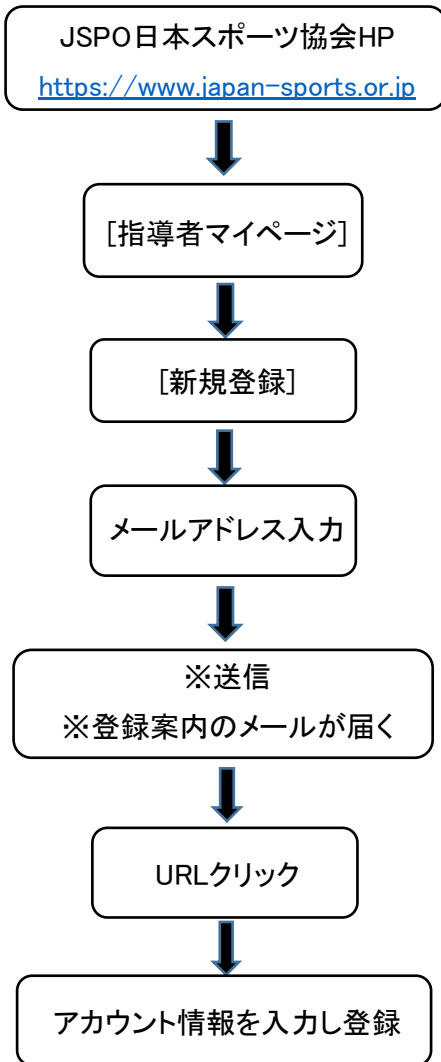 JSPO日本スポーツ協会HP
https://www.japan-sports.or.jp
[指導者マイページ]
[新規登録]
メールアドレス入力
※送信
※登録案内のメールが届く
URLクリック
アカウント情報を入力し登録